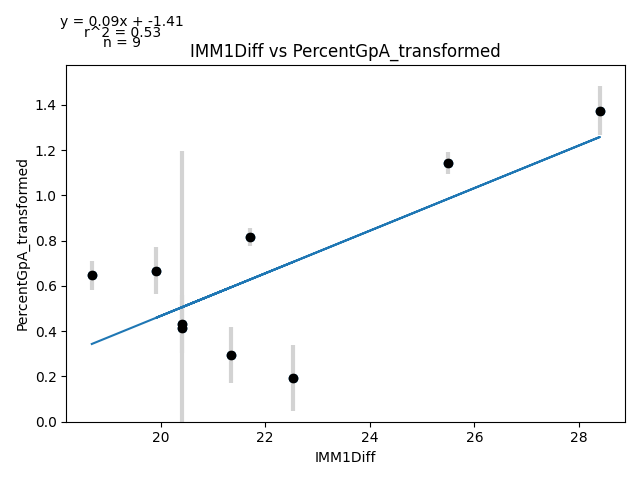 y = 0.09x + -1.41
r^2 = 0.53
n = 9
IMM1Diff vs PercentGpA_transformed
PercentGpA_transformed
1.4
1.2
1.0
0.8
0.6
0.4
0.2
0.0
20
22
24
26
28
IMM1Diff